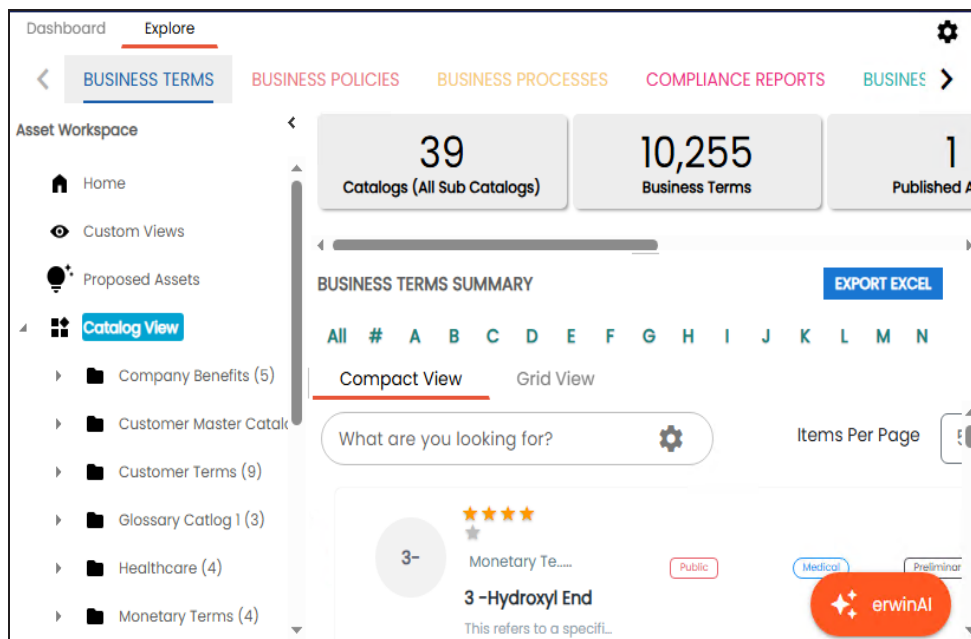 Dashboard
Explore
BUSINESS TERMS
BUSINESS POLICIES
BUSINESS PROCESSES
COMPLIANCE REPORTS
BUSINES
Asset Workspace
Home
Custom Views
Proposed Assets
Catalog View
Company Benefits (5)
Customer Master Catal
Customer Terms (9)
Glossary Catlog 1 (3)
Healthcare (4)
Monetary Terms (4)
39
Catalogs (All Sub Catalogs)
10,255
Business Terms
1
Published A
BUSINESS TERMS SUMMARY
EXPORT EXCEL
All # A B C D E F G H I J K L M N
Compact View
Grid View
What are you looking for?
Items Per Page
3-
Monetary Te.....
Public
Medical
Preliminar
3 -Hydroxyl End
This refers to a specifi...
erwinAI